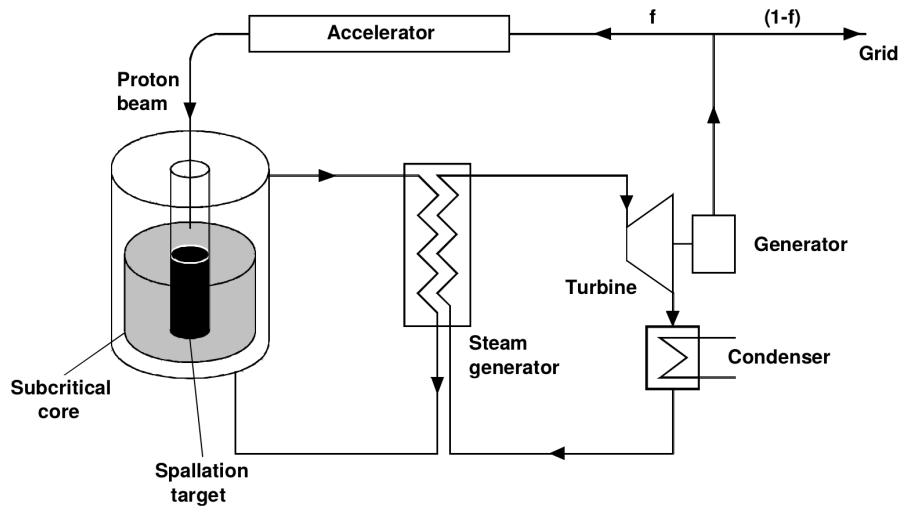 f
(1-f)
Accelerator
Grid
Proton
beam
Generator
Turbine
Steam
generator
Condenser
Subcritical
core
Spallation
target